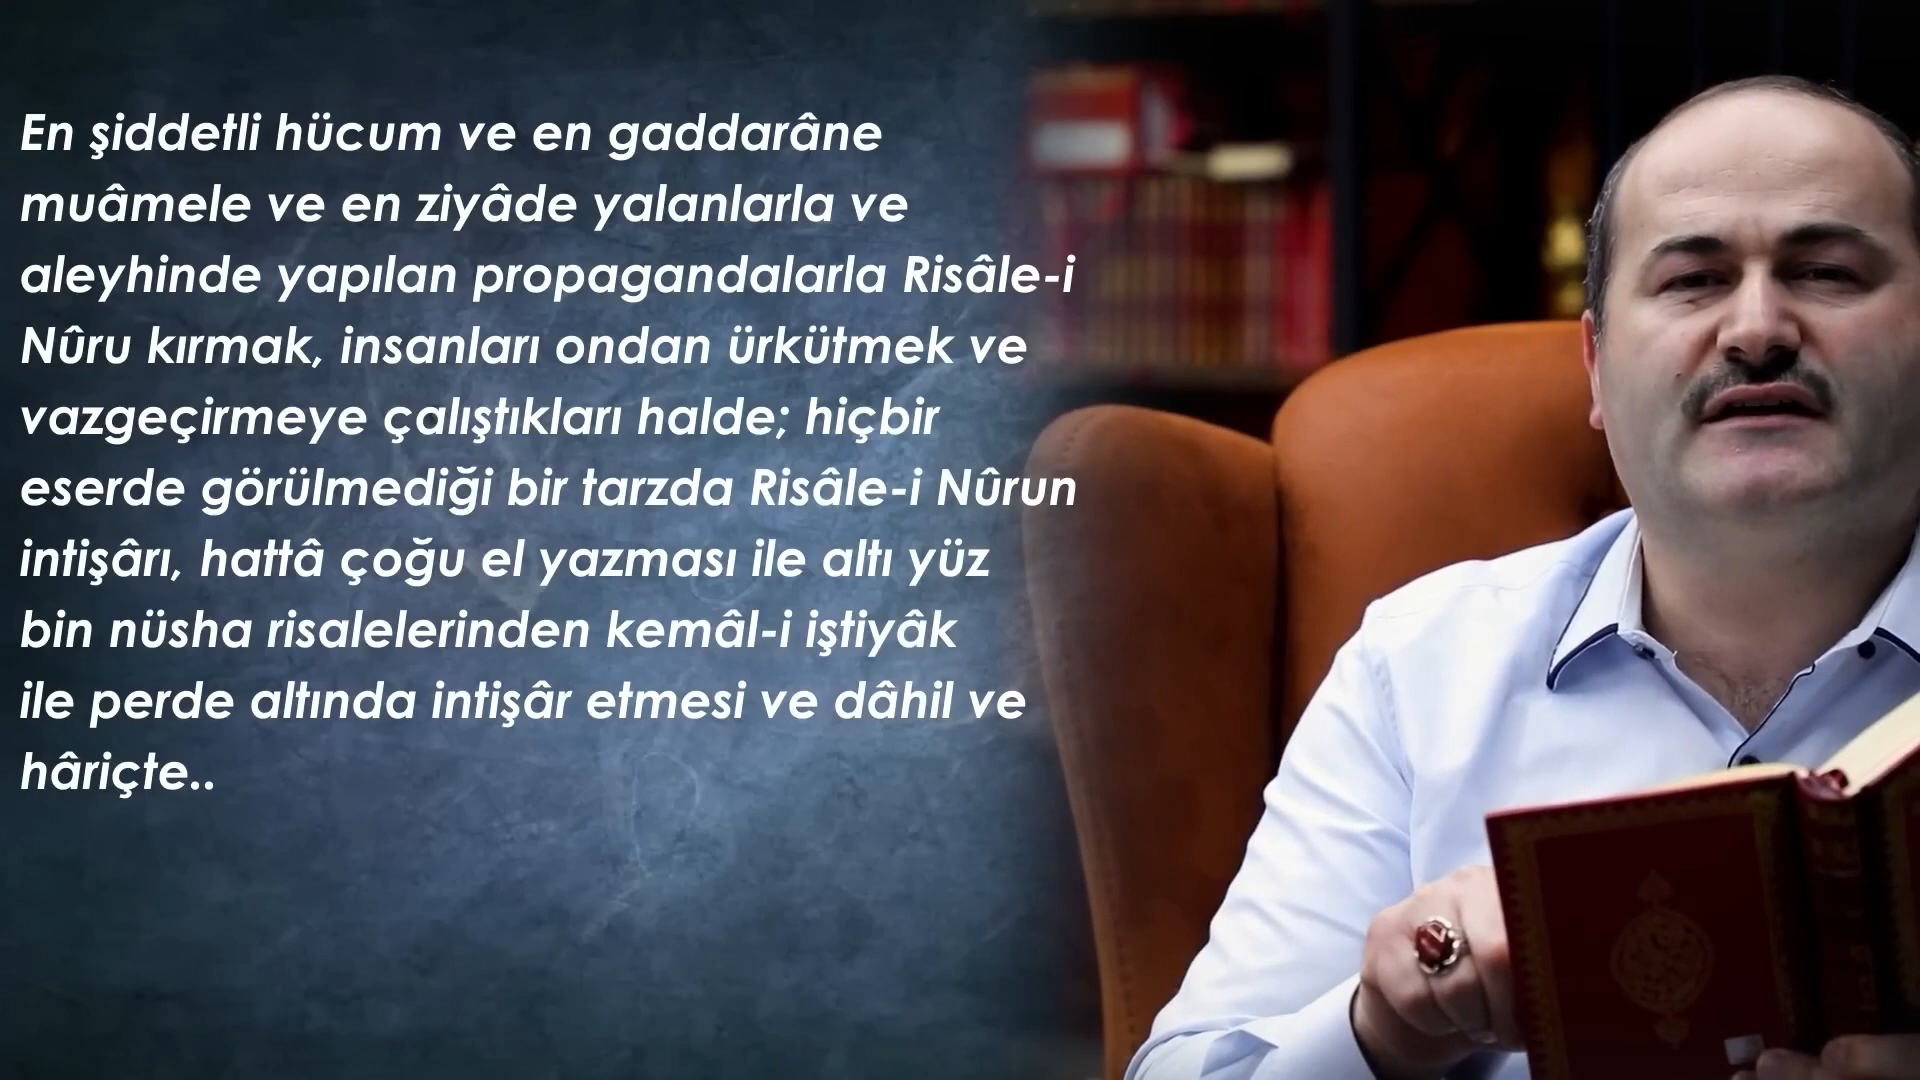 En şiddetli hücum ve en gaddarâne
muâmele ve en ziyâde yalanlarla ve
aleyhinde yapılan propagandalarla Risâle-i
Nûru kırmak, insanları ondan ürkütmek ve
vazgeçirmeye çalıştıkları halde; hiçbir
eserde görülmediği bir tarzda Risâle-i Nûrun
intişârı, hattâ çoğu el yazması ile altı yüz
bin nüsha risalelerinden kemâl-i iştiyâk
ile perde altında intişâr etmesi ve dâhil ve
hâriçte..